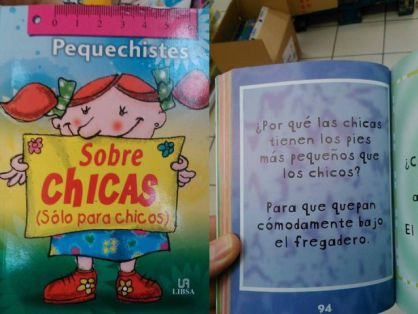 Pequechistes
Sobre
CHICAS
(Sólo para chicos)
LIBSA
¿Por qué las chicas
tienen los pies
más pequeños que
los chicos?
Para que quepan
cómodamente bajo
el fregadero.
94
¿C
a
El